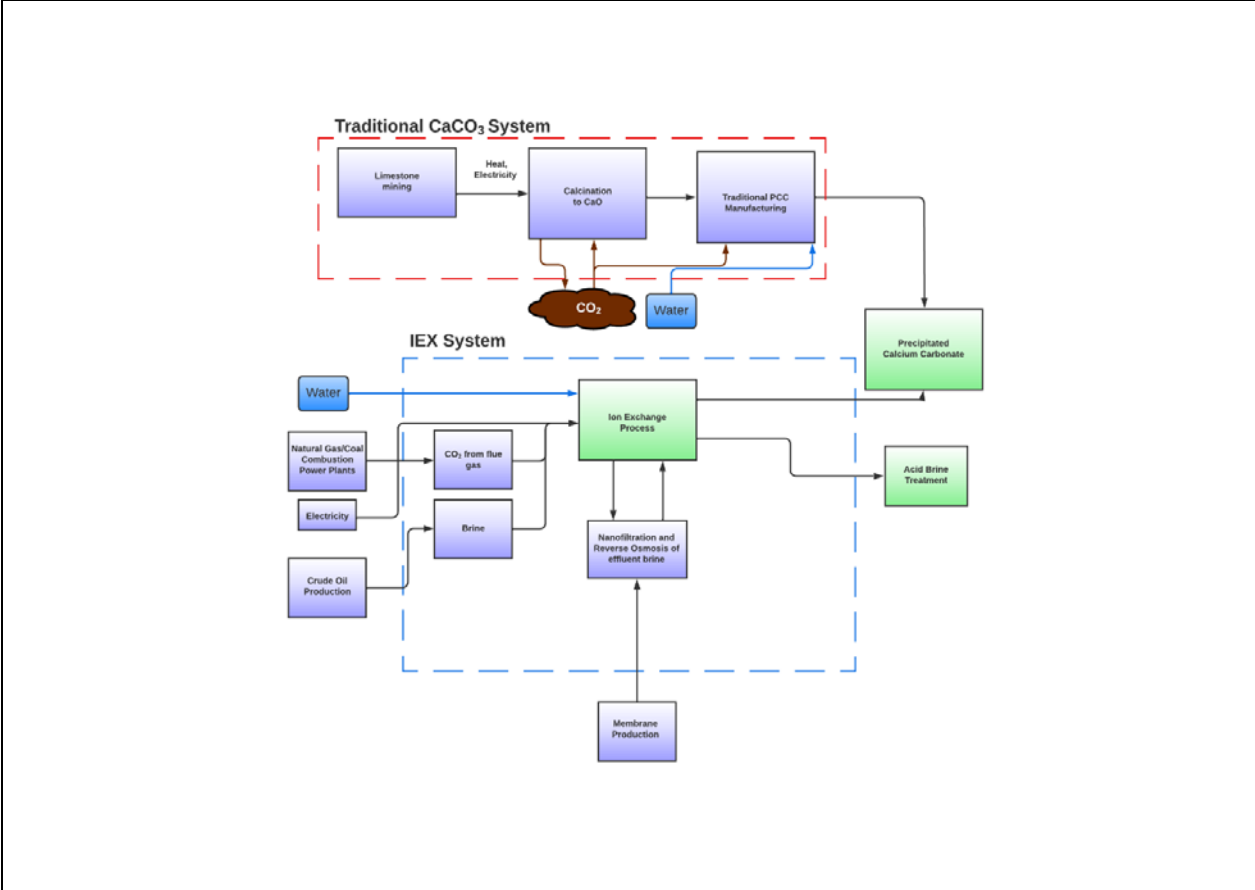 Traditional CaCO₃ System
Limestone
mining
Heat,
Electricity
Calcination
to CaO
Traditional PCC
Manufacturing
CO₂
Water
Precipitated
Calcium Carbonate
IEX System
Water
Ion Exchange
Process
Natural Gas/Coal
Combustion
Power Plants
CO₂ from flue
gas
Acid Brine
Treatment
Electricity
Brine
Nanofiltration and
Reverse Osmosis of
effluent brine
Crude Oil
Production
Membrane
Production